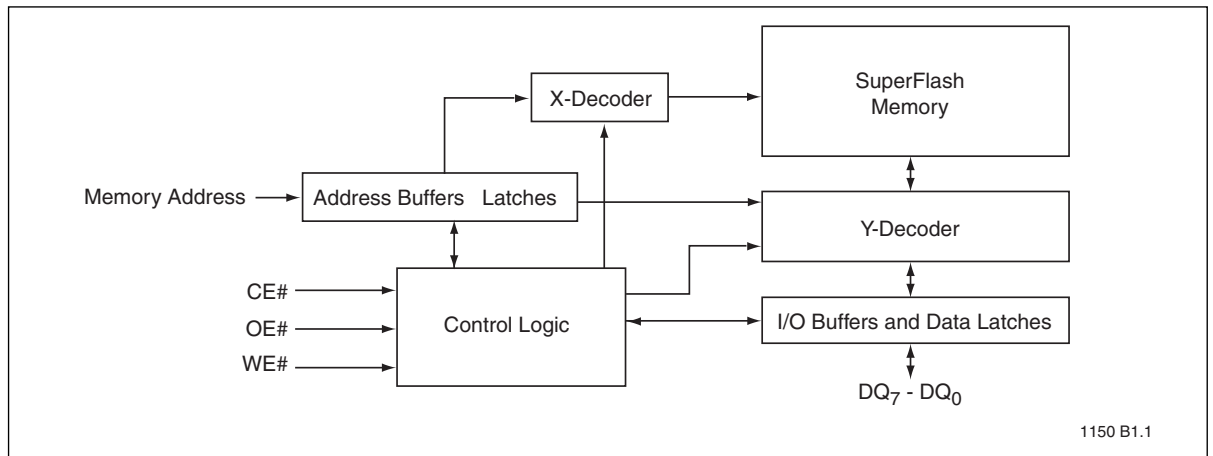 SuperFlash
Memory
X-Decoder
Memory Address
Address Buffers Latches
Y-Decoder
CE#
OE#
WE#
Control Logic
I/O Buffers and Data Latches
DQ7 - DQ0
1150 B1.1